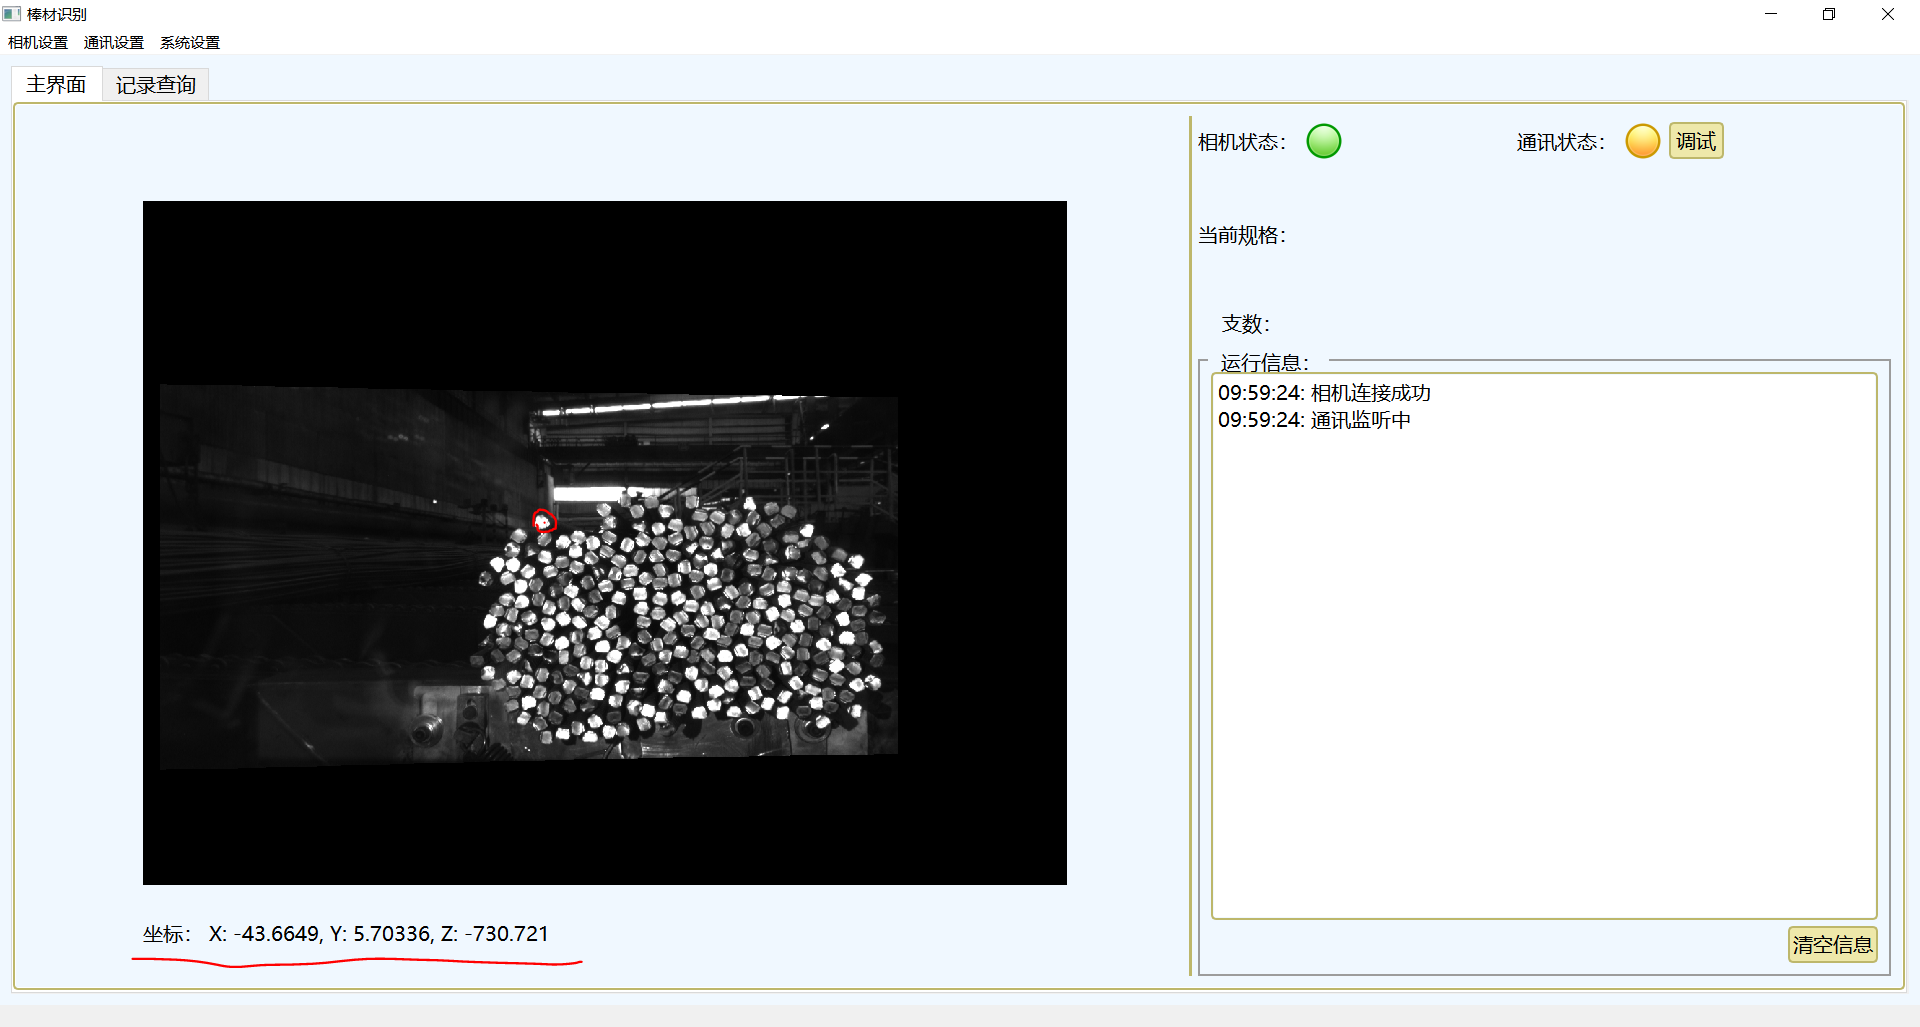 棒材识别
相机设置 通讯设置 系统设置
主界面 记录查询
相机状态： 通讯状态： 调试
当前规格：
支数：
运行信息：
09:59:24: 相机连接成功
09:59:24: 通讯监听中
坐标： X: -43.6649, Y: 5.70336, Z: -730.721
清空信息